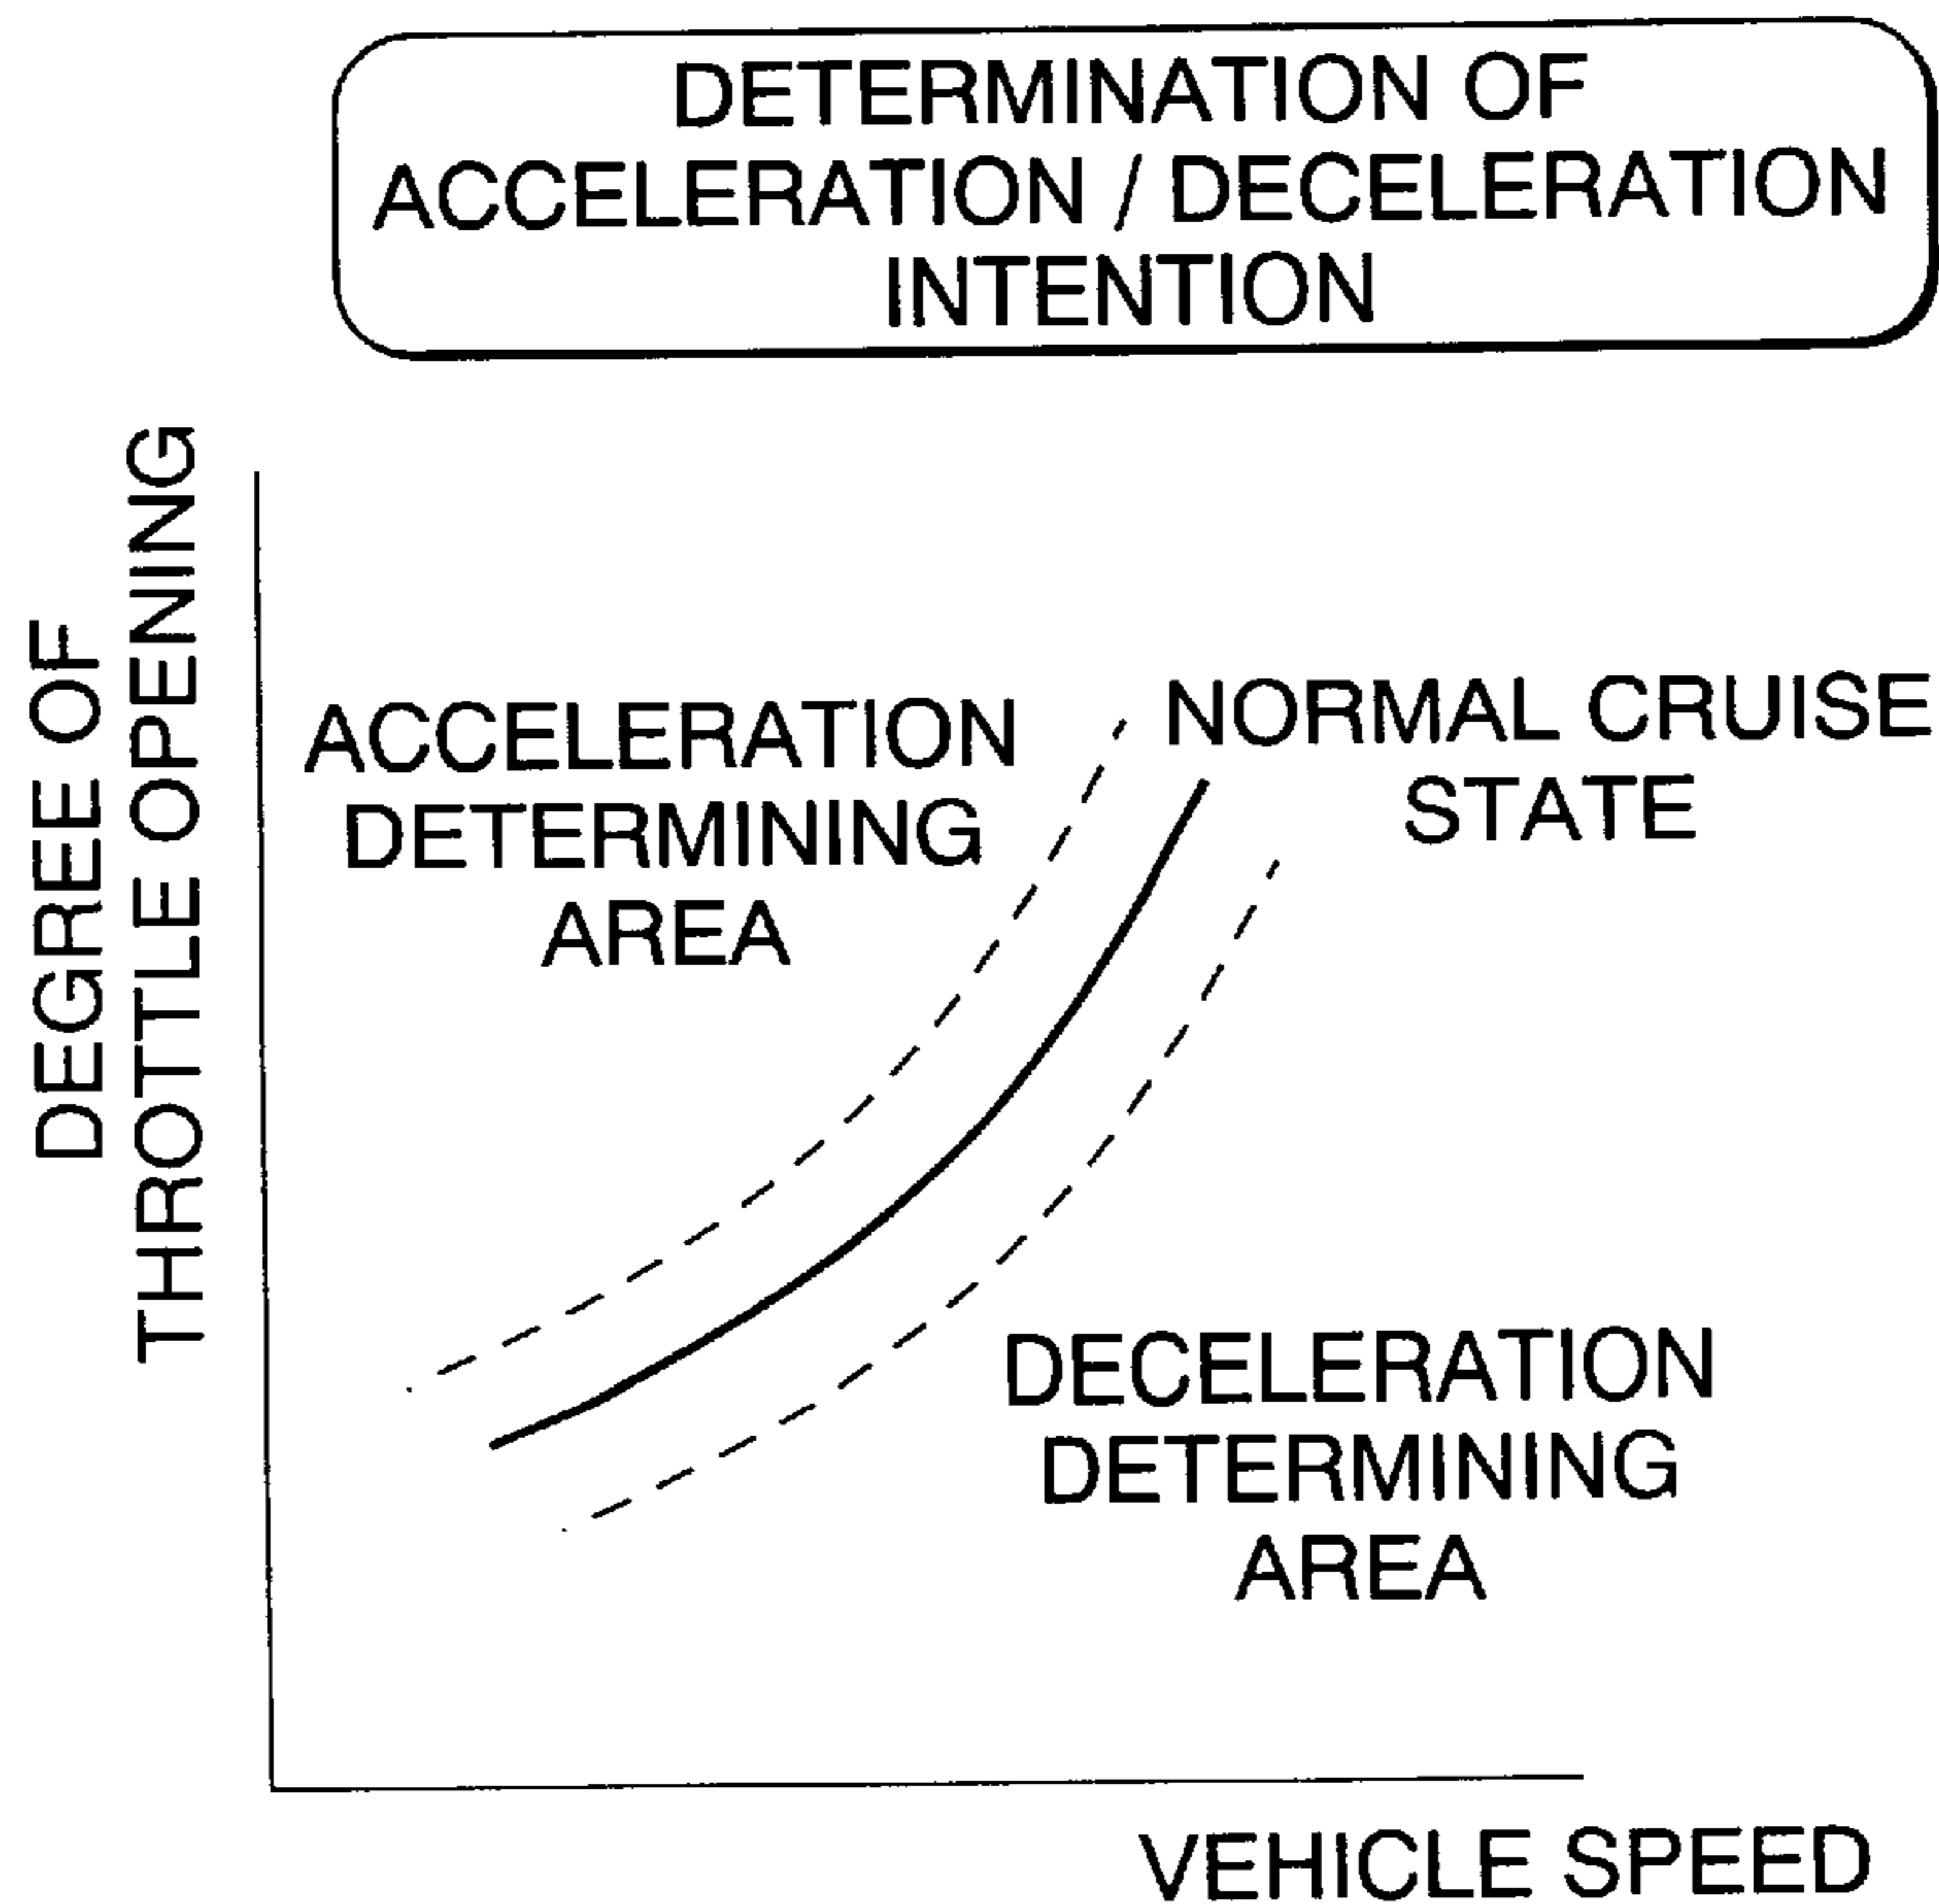 DETERMINATION OF
ACCELERATION / DECELERATION
INTENTION
DEGREE OF
THROTTLE OPENING
ACCELERATION
DETERMINING
AREA
NORMAL CRUISE
STATE
DECELERATION
DETERMINING
AREA
VEHICLE SPEED